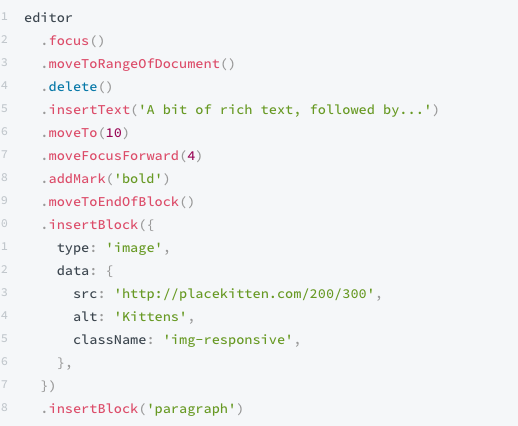 1 editor
2   .focus()
3   .moveToRangeOfDocument()
4   .delete()
5   .insertText('A bit of rich text, followed by...')
6   .moveTo(10)
7   .moveFocusForward(4)
8   .addMark('bold')
9   .moveToEndOfBlock()
0   .insertBlock({
1     type: 'image',
2     data: {
3       src: 'http://placekitten.com/200/300',
4       alt: 'Kittens',
5       className: 'img-responsive',
6     },
7   })
8   .insertBlock('paragraph')